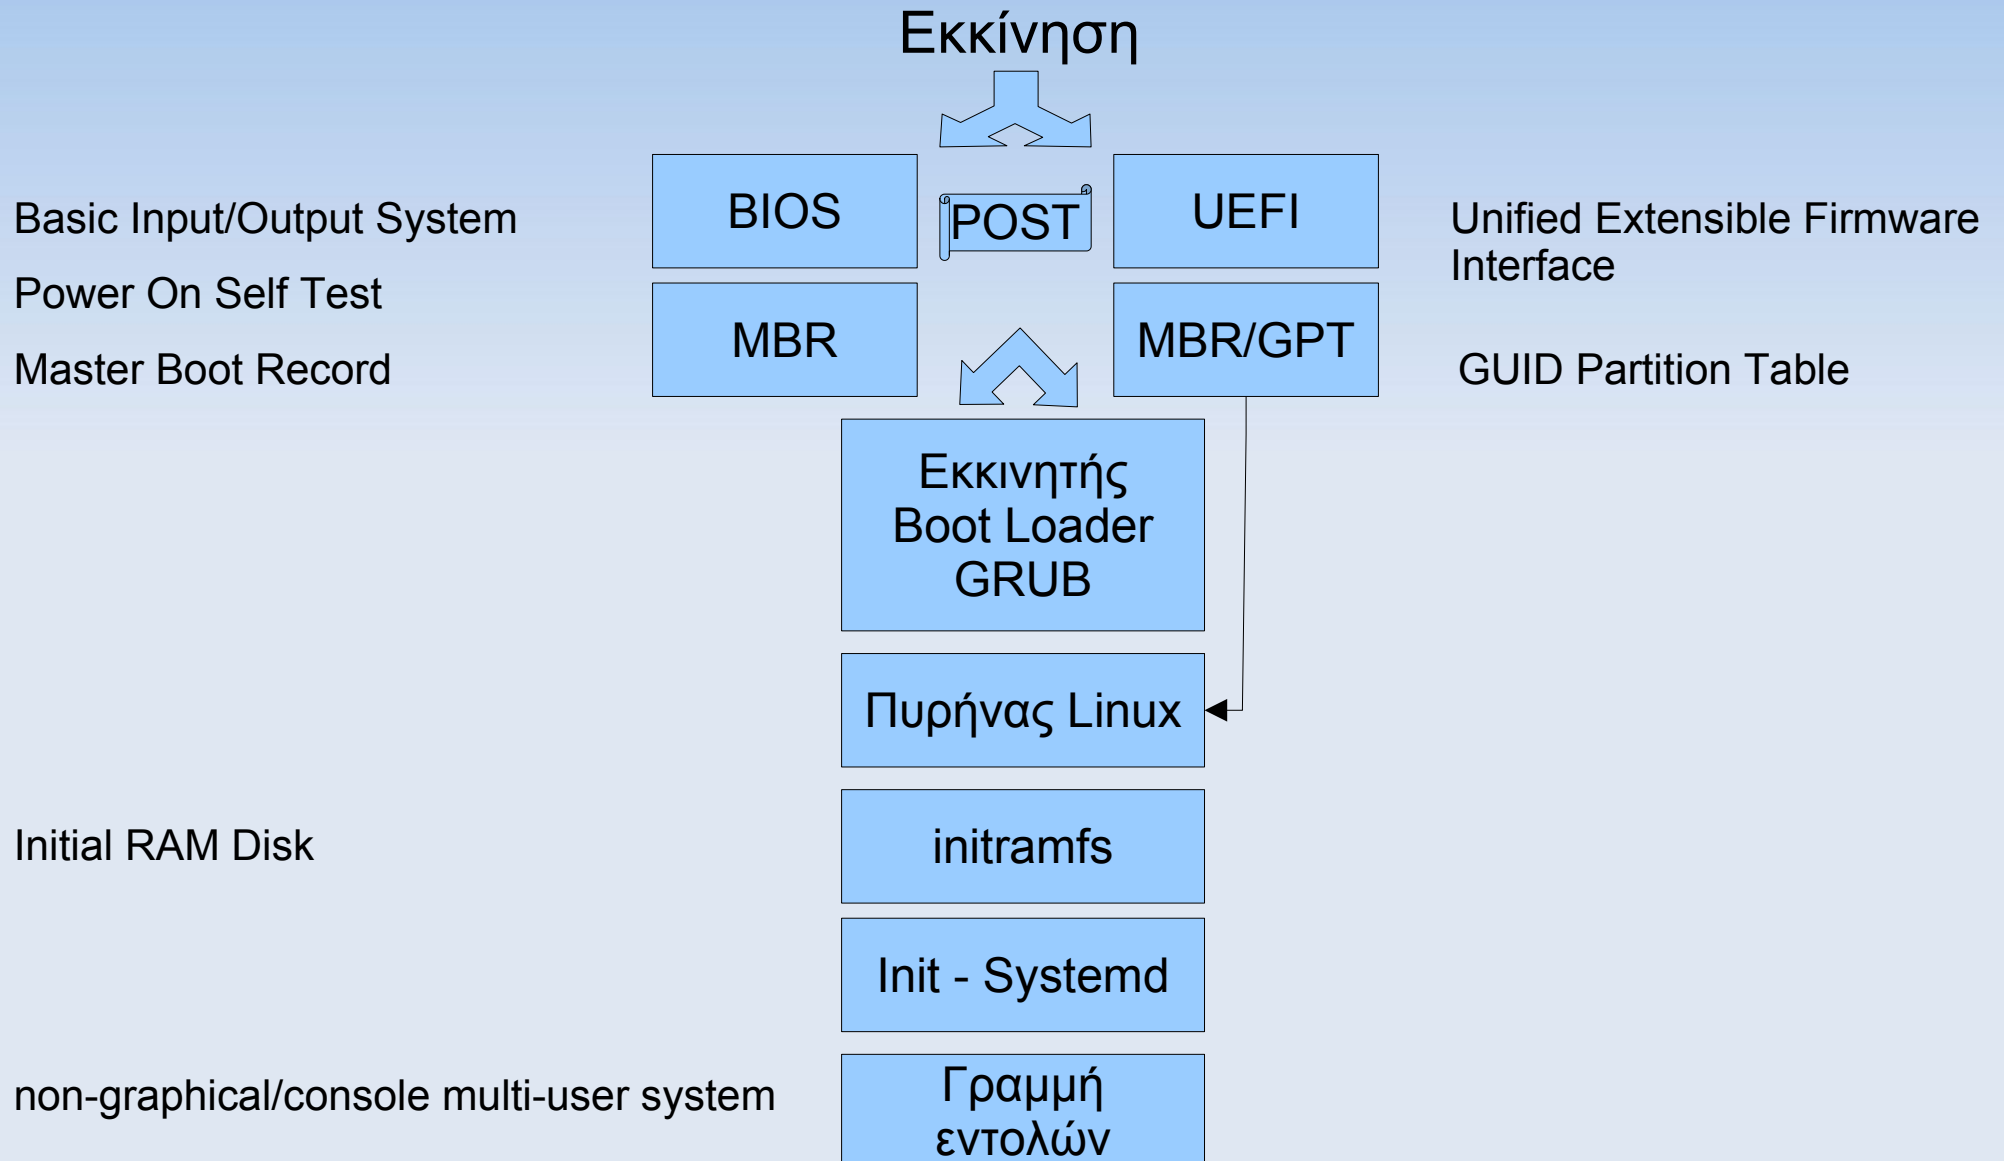 Εκκίνηση
BIOS
POST
UEFI
Basic Input/Output System
Unified Extensible Firmware
Interface
Power On Self Test
MBR
MBR/GPT
Master Boot Record
GUID Partition Table
Εκκινητής
Boot Loader
GRUB
Πυρήνας Linux
Initial RAM Disk
initramfs
Init - Systemd
non-graphical/console multi-user system
Γραμμή
εντολών